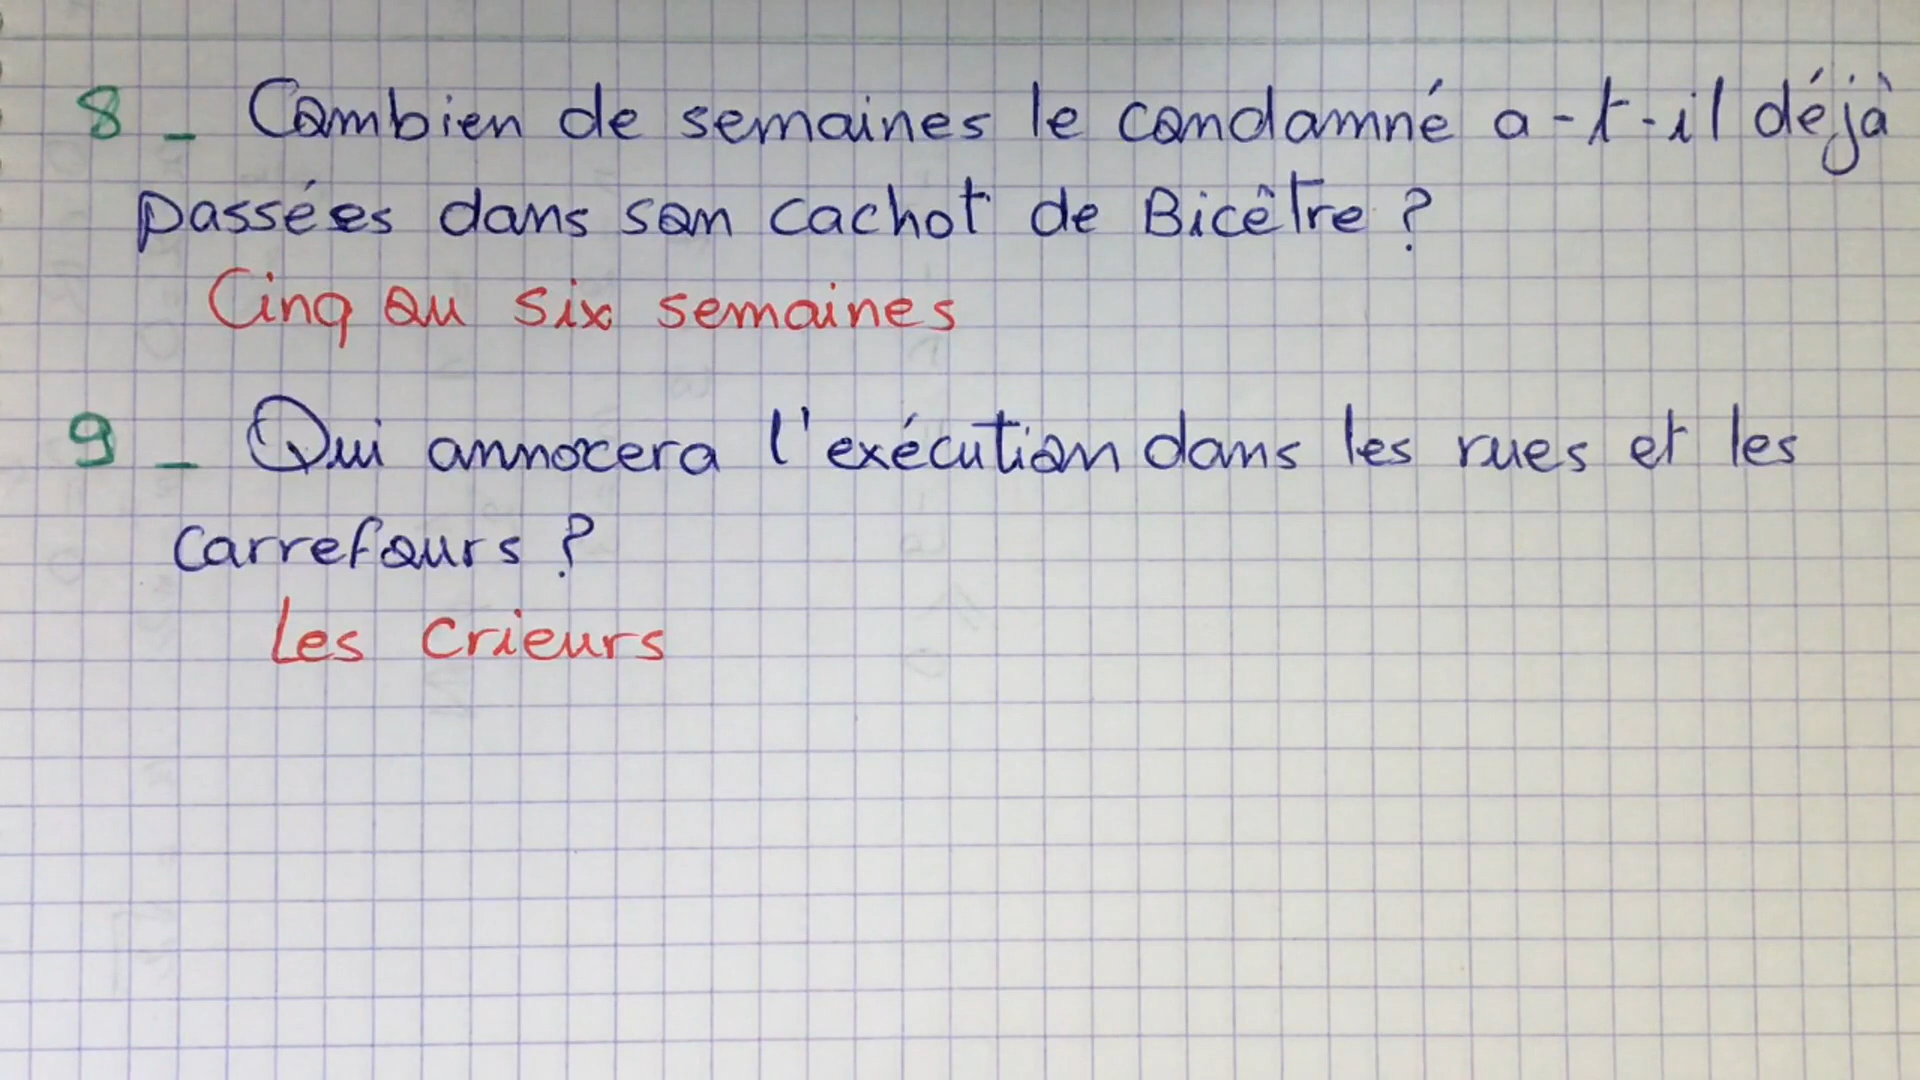 8 - Combien de semaines le condamné a-t-il déjà
passées dans son cachot de Bicêtre ?
Cinq ou six semaines
9 - Qui annocera l'exécution dans les rues et les
carrefours ?
Les crieurs